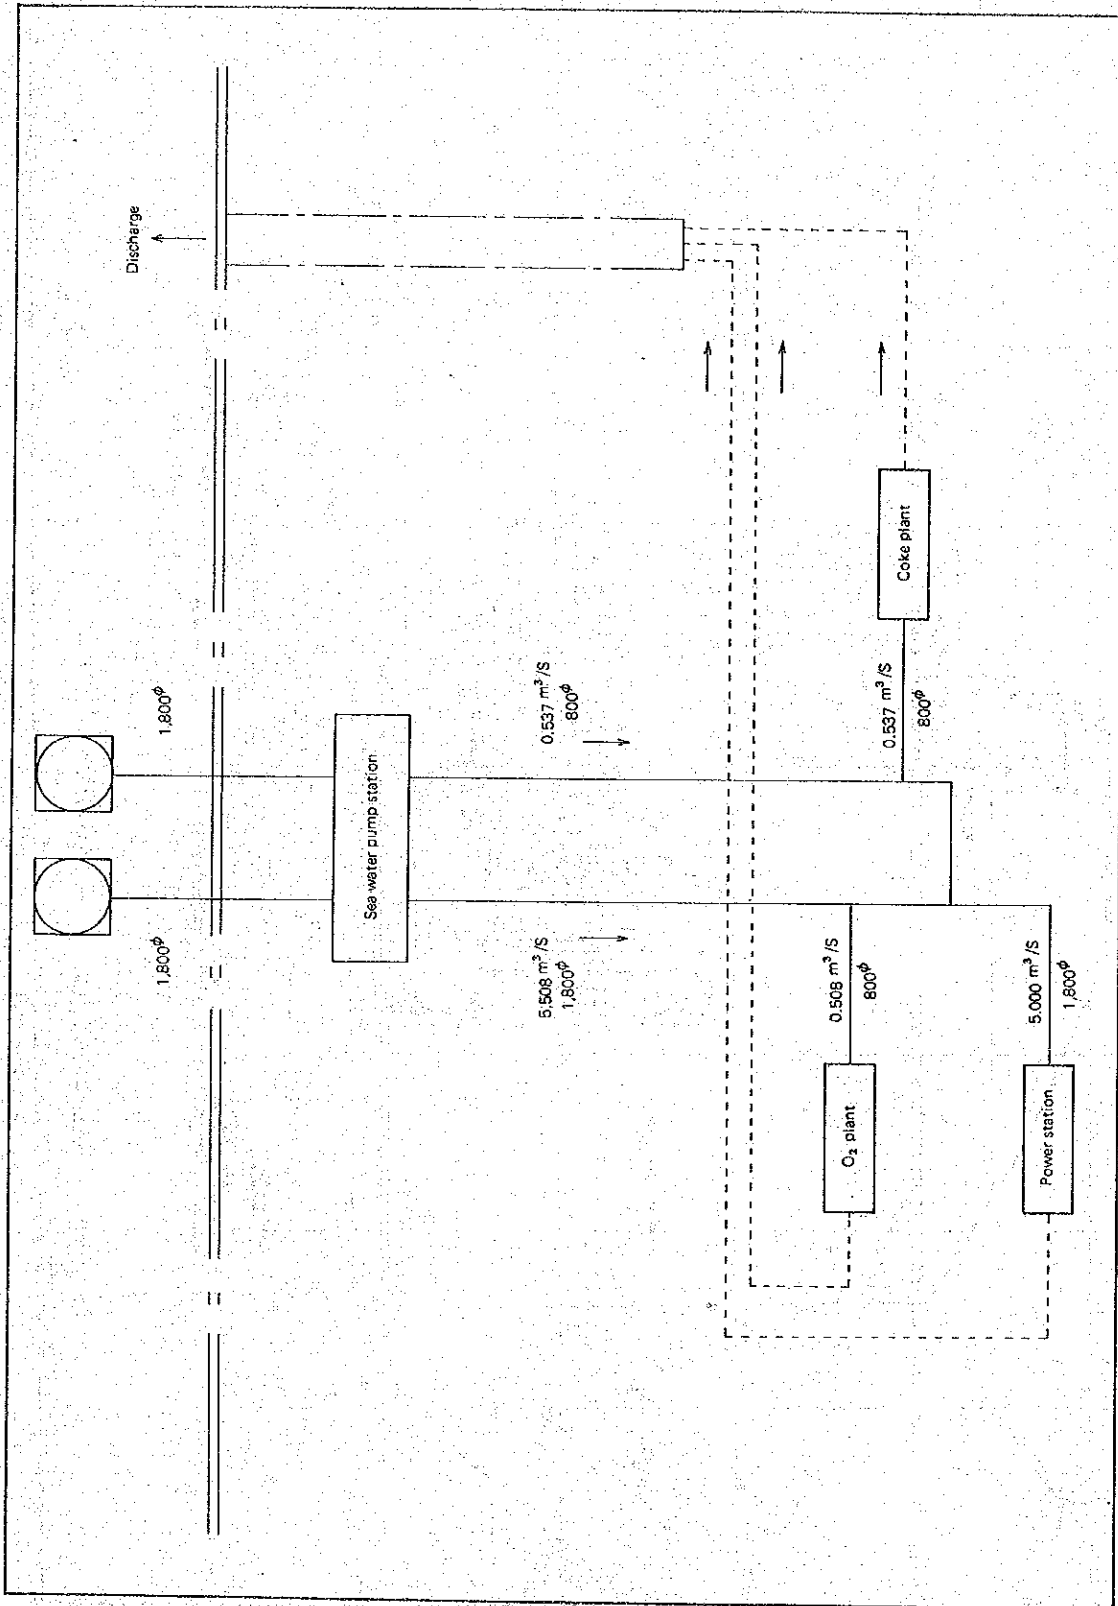 Discharge
1,800φ
1,800φ
Sea water pump station
5.508 m³/S
1,800φ
0.537 m³/S
800φ
0.508 m³/S
800φ
0.537 m³/S
800φ
5.000 m³/S
1,800φ
O₂ plant
Coke plant
Power station